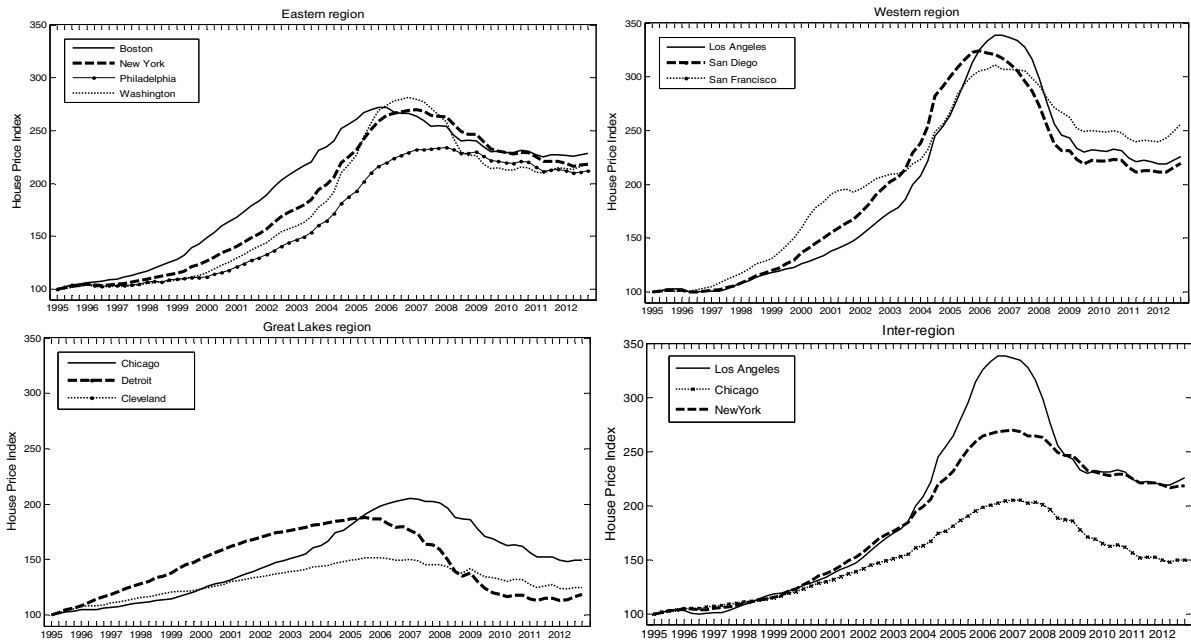 Eastern region
House Price Index
350
300
250
200
150
100
Boston
New York
Philadelphia
Washington
1995 1996 1997 1998 1999 2000 2001 2002 2003 2004 2005 2006 2007 2008 2009 2010 2011 2012
Western region
House Price Index
350
300
250
200
150
100
Los Angeles
San Diego
San Francisco
1995 1996 1997 1998 1999 2000 2001 2002 2003 2004 2005 2006 2007 2008 2009 2010 2011 2012
Great Lakes region
House Price Index
350
300
250
200
150
100
Chicago
Detroit
Cleveland
1995 1996 1997 1998 1999 2000 2001 2002 2003 2004 2005 2006 2007 2008 2009 2010 2011 2012
Inter-region
House Price Index
350
300
250
200
150
100
Los Angeles
Chicago
NewYork
1995 1996 1997 1998 1999 2000 2001 2002 2003 2004 2005 2006 2007 2008 2009 2010 2011 2012